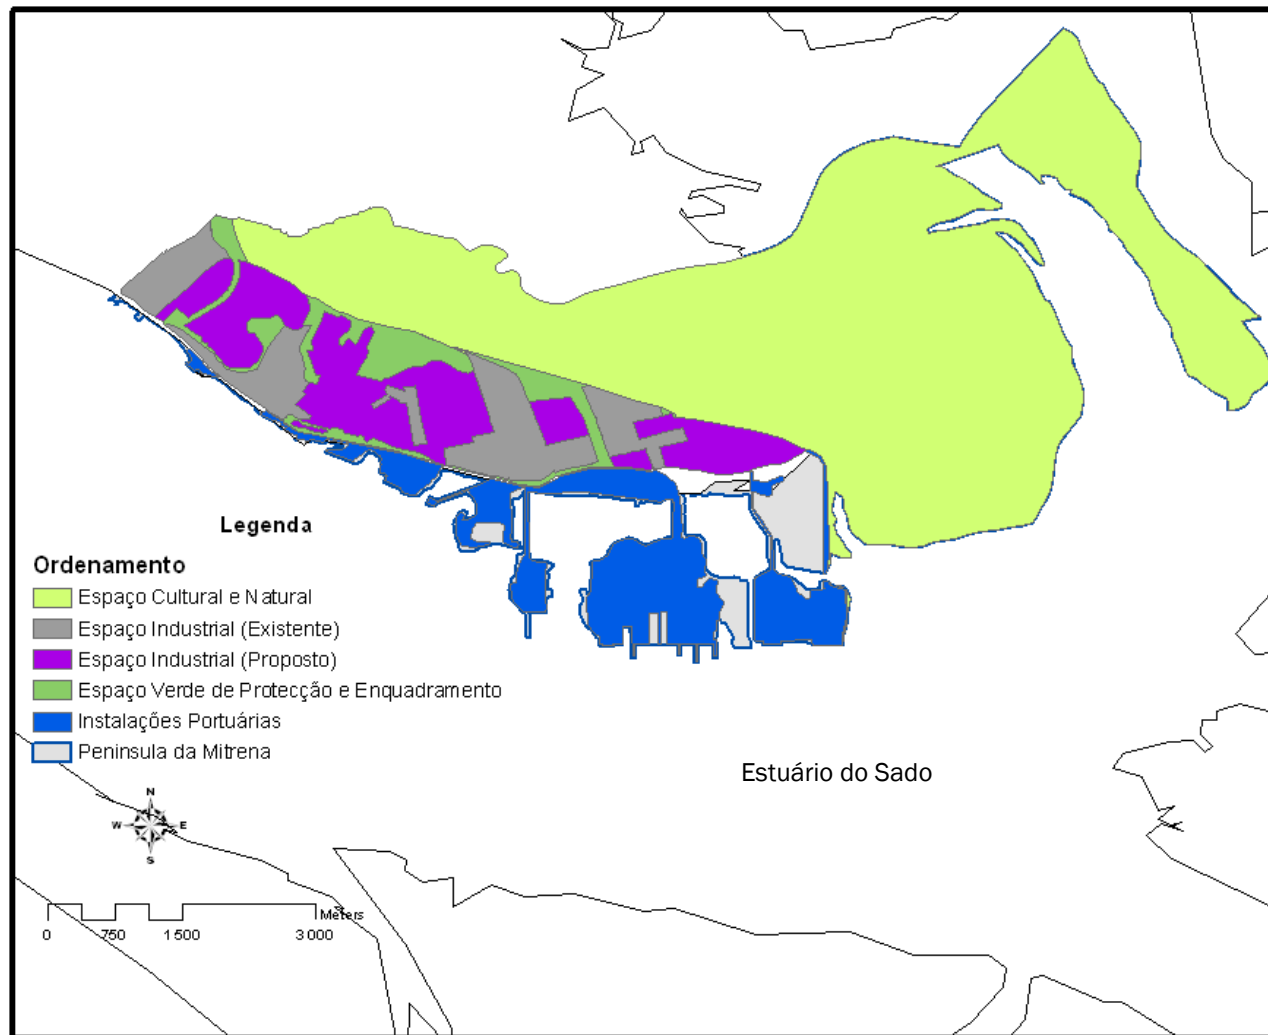 Legenda
Ordenamento
Espaço Cultural e Natural
Espaço Industrial (Existente)
Espaço Industrial (Proposto)
Espaço Verde de Protecção e Enquadramento
Instalações Portuárias
Peninsula da Mitrena
Estuário do Sado
N
W E
S
Meters
0 750 1 500 3 000